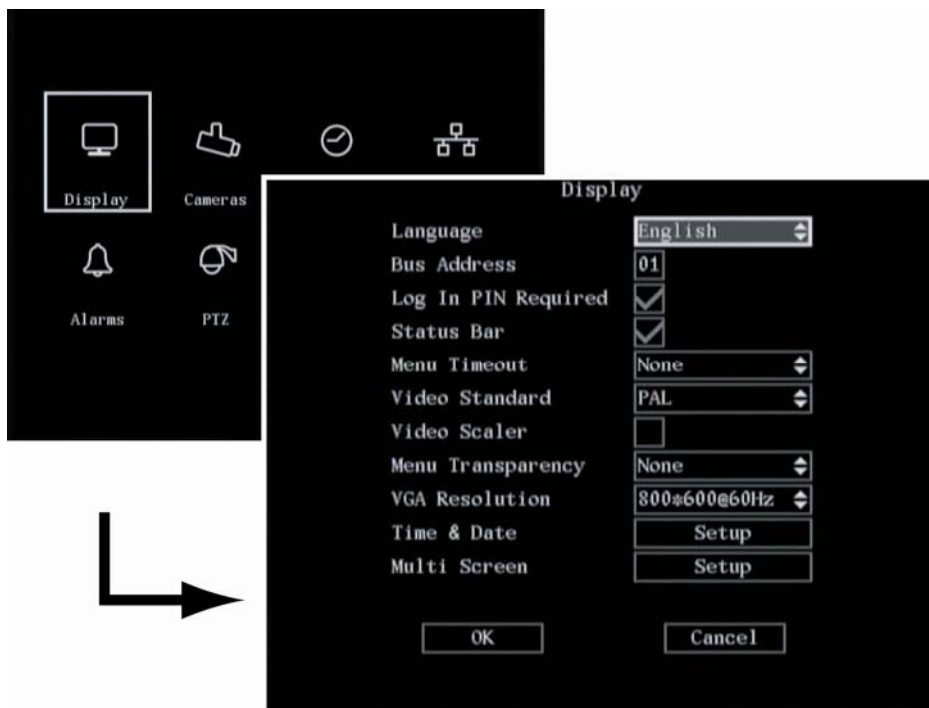 Display Cameras
Alarms PTZ
Display
Language English
Bus Address 01
Log In PIN Required
Status Bar
Menu Timeout None
Video Standard PAL
Video Scaler
Menu Transparency None
VGA Resolution 800*600@60Hz
Time & Date Setup
Multi Screen Setup
OK Cancel